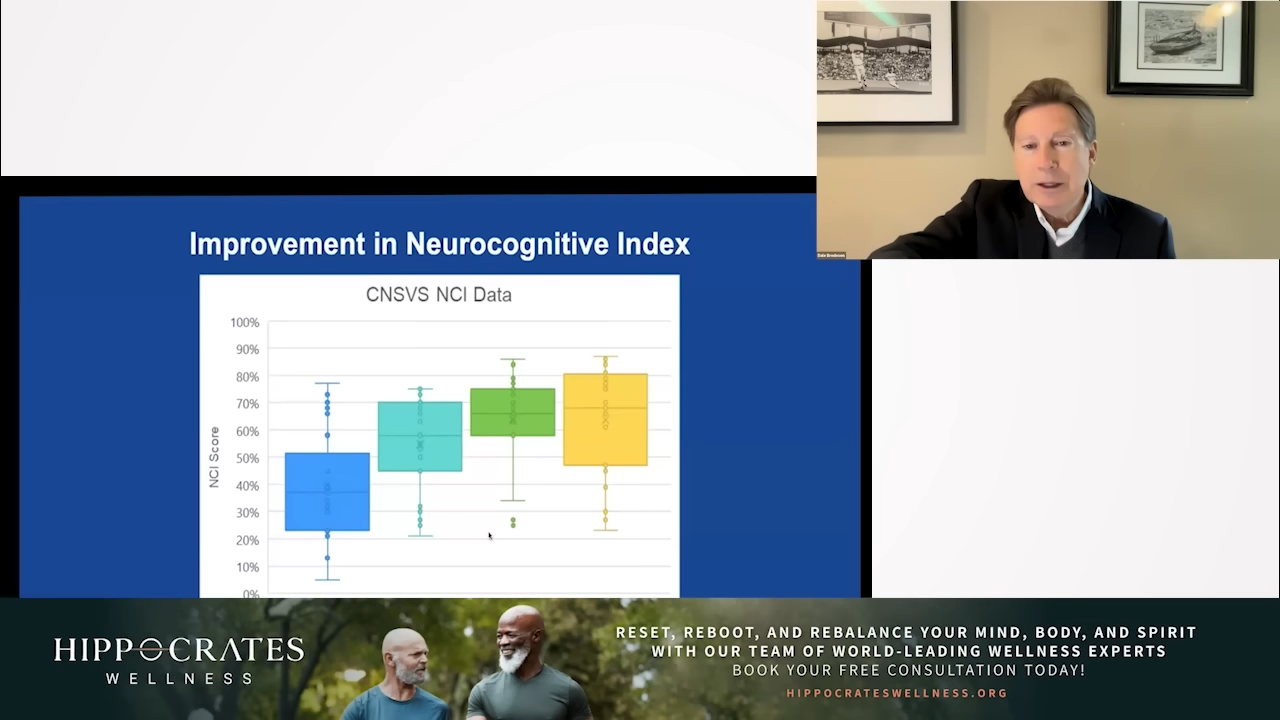 Dale Bredesen
Improvement in Neurocognitive Index
CNSVS NCI Data
100%
90%
80%
70%
60%
50%
40%
30%
20%
10%
0%
NCI Score
HIPPOCRATES
WELLNESS
RESET, REBOOT, AND REBALANCE YOUR MIND, BODY, AND SPIRIT
WITH OUR TEAM OF WORLD-LEADING WELLNESS EXPERTS
BOOK YOUR FREE CONSULTATION TODAY!
HIPPOCRATESWELLNESS.ORG